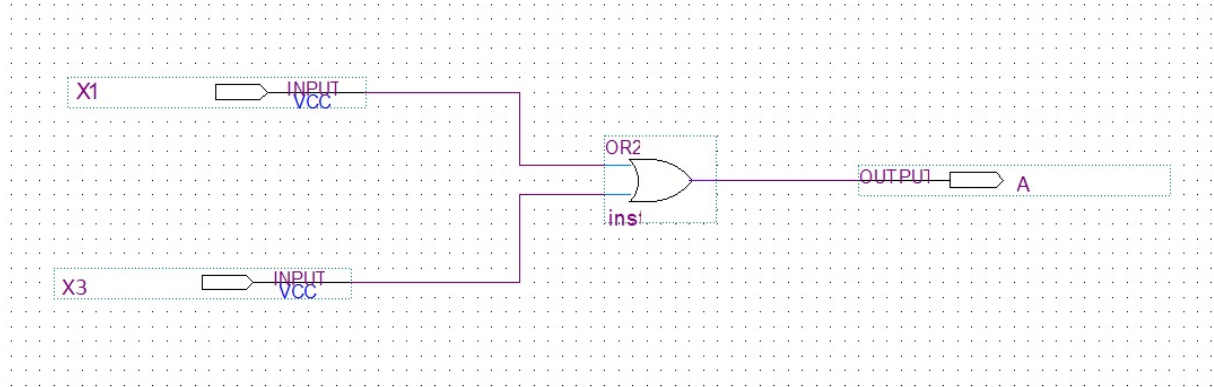 X1
INPUT
VCC
OR2
inst
OUTPUT
A
X3
INPUT
VCC